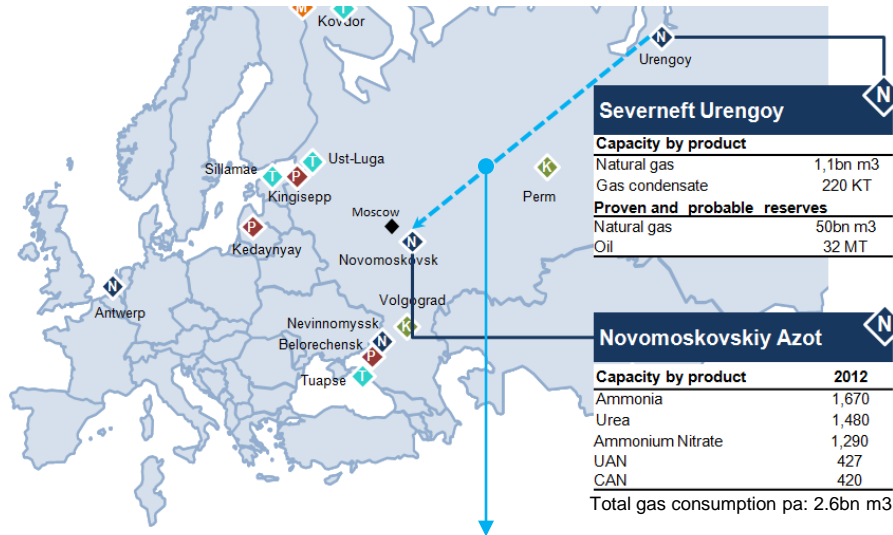 M
T
Kovdor
N
Urengoy
N
Severneft Urengoy
Capacity by product
Natural gas 1,1bn m3
Gas condensate 220 KT
Proven and probable reserves
Natural gas 50bn m3
Oil 32 MT
Sillamae
T
P
T
Ust-Luga
Kingisepp
K
Perm
P
Kedaynyay
Moscow
N
Novomoskovsk
N
Antwerp
Volgograd
K
Nevinnomyssk
N
Belorechensk
P
Tuapse
T
N
Novomoskovskiy Azot
Capacity by product 2012
Ammonia 1,670
Urea 1,480
Ammonium Nitrate 1,290
UAN 427
CAN 420
Total gas consumption pa: 2.6bn m3